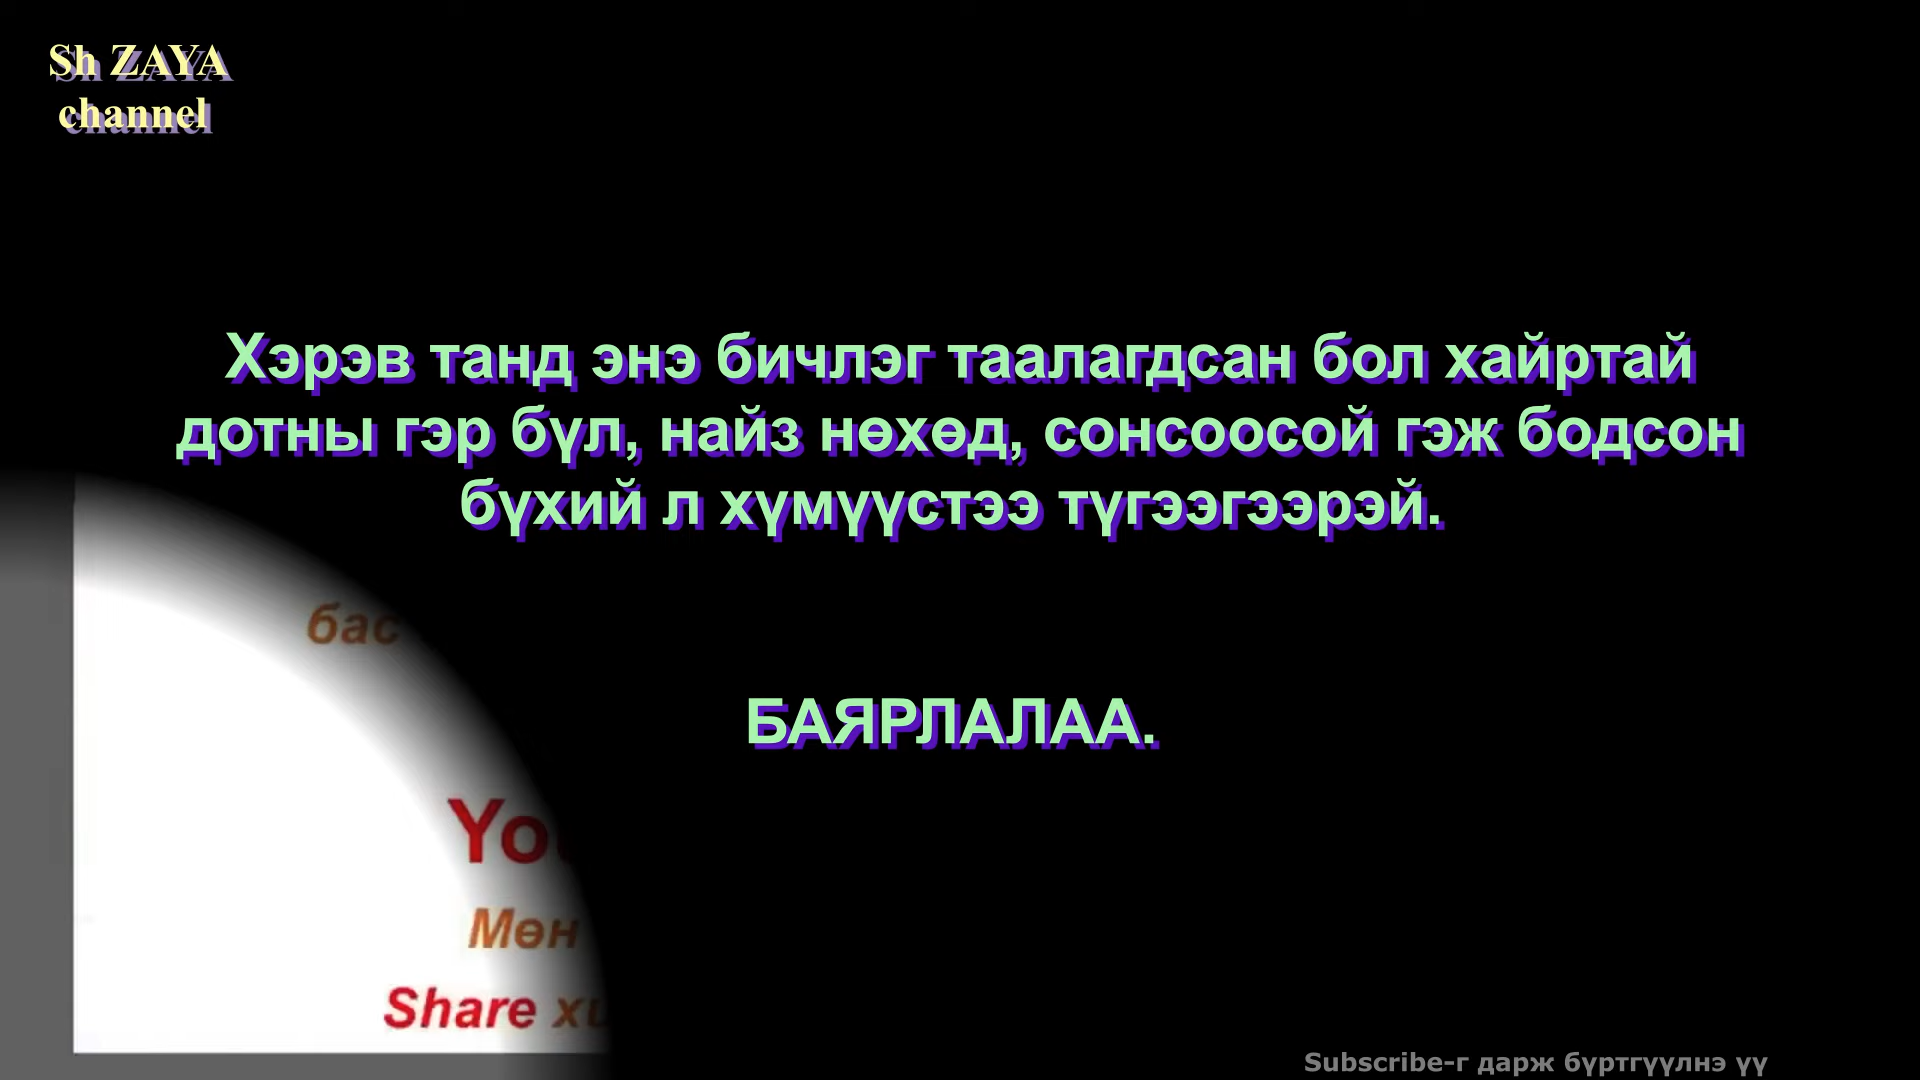 Sh ZAYA
channel
Хэрэв танд энэ бичлэг таалагдсан бол хайртай
дотны гэр бүл, найз нөхөд, сонсоосой гэж бодсон
бүхий л хүмүүстээ түгээгээрэй.
бас
БАЯРЛАЛАА.
Мөн
Share
Subscribe-г дарж бүртгүүлнэ үү